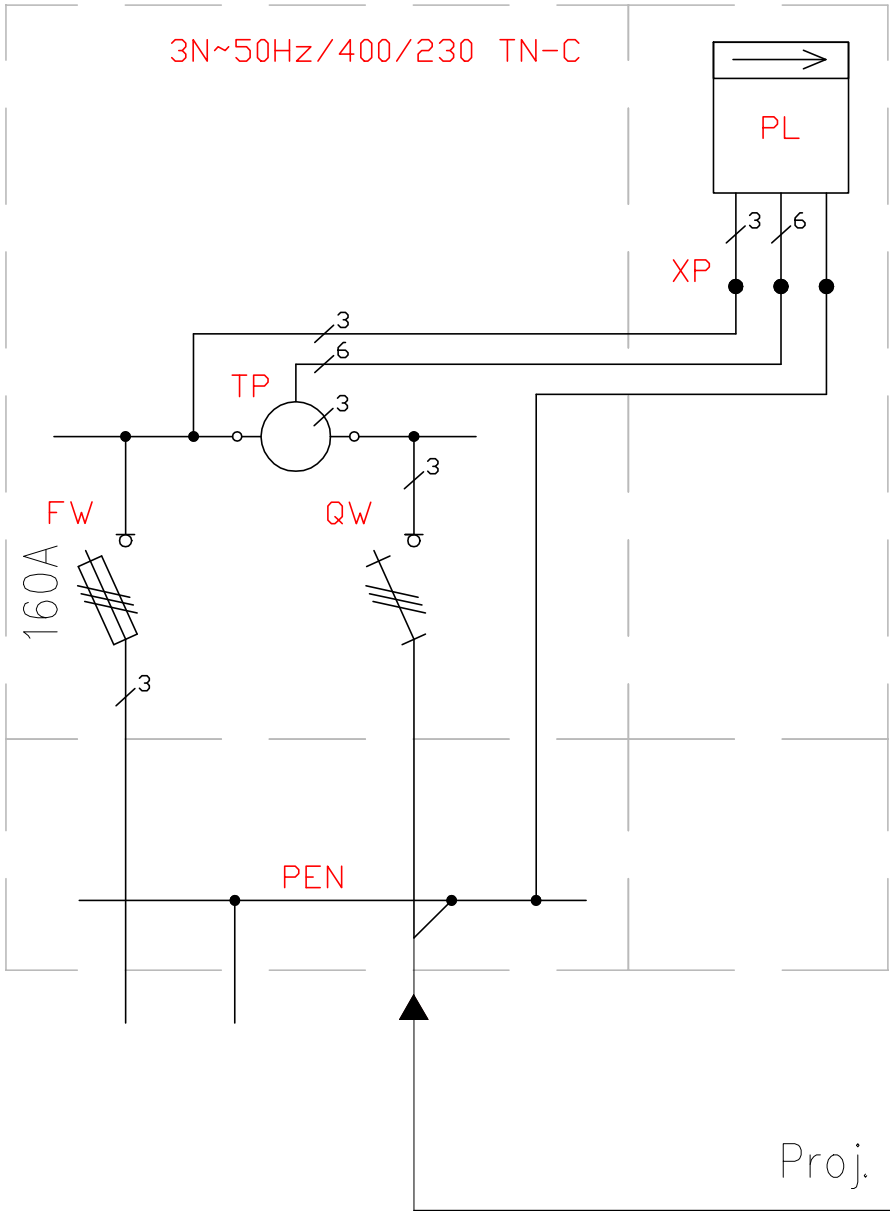 3N~50Hz/400/230 TN-C
PL
3 6
XP
3
6
TP
3
3
FW
QW
160A
3
PEN
Proj.